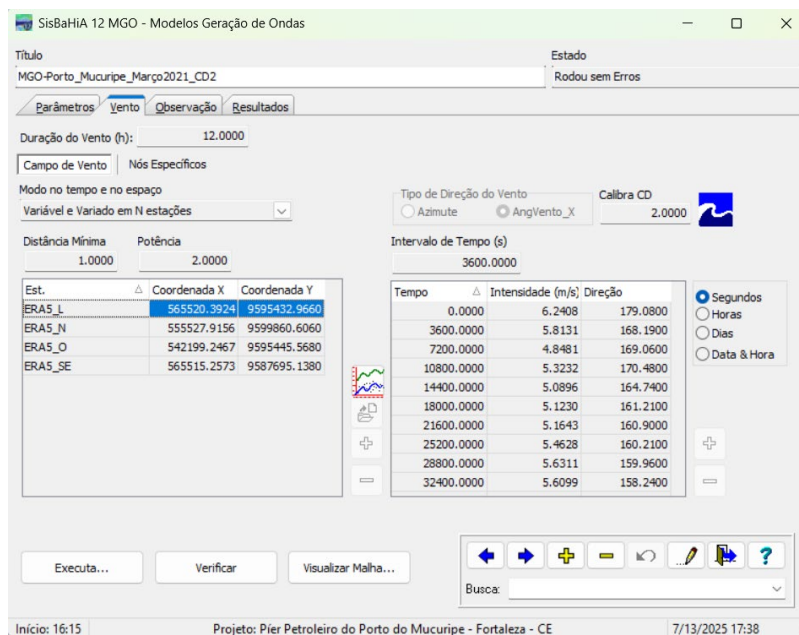 SisBaHiA 12 MGO - Modelos Geração de Ondas
Título
Estado
MGO-Porto_Mucuripe_Março2021_CD2
Rodou sem Erros
Parâmetros Vento Observação Resultados
Duração do Vento (h): 12.0000
Campo de Vento Nós Específicos
Modo no tempo e no espaço
Variável e Variado em N estações
Tipo de Direção do Vento
Azimute AngVento_X
Calibra CD
2.0000
Distância Mínima Potência
1.0000 2.0000
Intervalo de Tempo (s)
3600.0000
Est. Coordenada X Coordenada Y
ERA5_L 565520.3924 9595432.9660
ERA5_N 555527.9156 9599860.6060
ERA5_O 542199.2467 9595445.5680
ERA5_SE 565515.2573 9587695.1380
Tempo Intensidade (m/s) Direção
0.0000 6.2408 179.0800
3600.0000 5.8131 168.1900
7200.0000 4.8481 169.0600
10800.0000 5.3232 170.4800
14400.0000 5.0896 164.7400
18000.0000 5.1230 161.2100
21600.0000 5.1643 160.9000
25200.0000 5.4628 160.2100
28800.0000 5.6311 159.9600
32400.0000 5.6099 158.2400
Segundos
Horas
Dias
Data & Hora
Executa... Verificar Visualizar Malha...
Busca:
Início: 16:15 Projeto: Píer Petroleiro do Porto do Mucuripe - Fortaleza - CE 7/13/2025 17:38